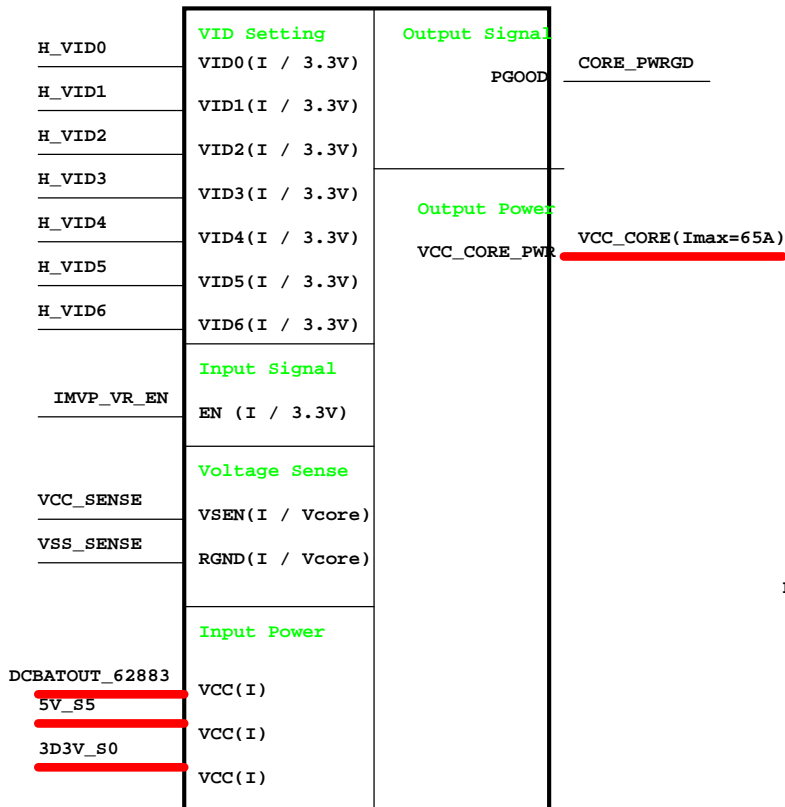 VID Setting
Output Signal
H_VID0
VID0(I / 3.3V)
PGOOD
CORE_PWRGD
H_VID1
VID1(I / 3.3V)
H_VID2
VID2(I / 3.3V)
H_VID3
VID3(I / 3.3V)
Output Power
H_VID4
VID4(I / 3.3V)
VCC_CORE_PWR
VCC_CORE(Imax=65A)
H_VID5
VID5(I / 3.3V)
H_VID6
VID6(I / 3.3V)
Input Signal
IMVP_VR_EN
EN (I / 3.3V)
Voltage Sense
VCC_SENSE
VSEN(I / Vcore)
VSS_SENSE
RGND(I / Vcore)
Input Power
DCBATOUT_62883
VCC(I)
5V_S5
VCC(I)
3D3V_S0
VCC(I)